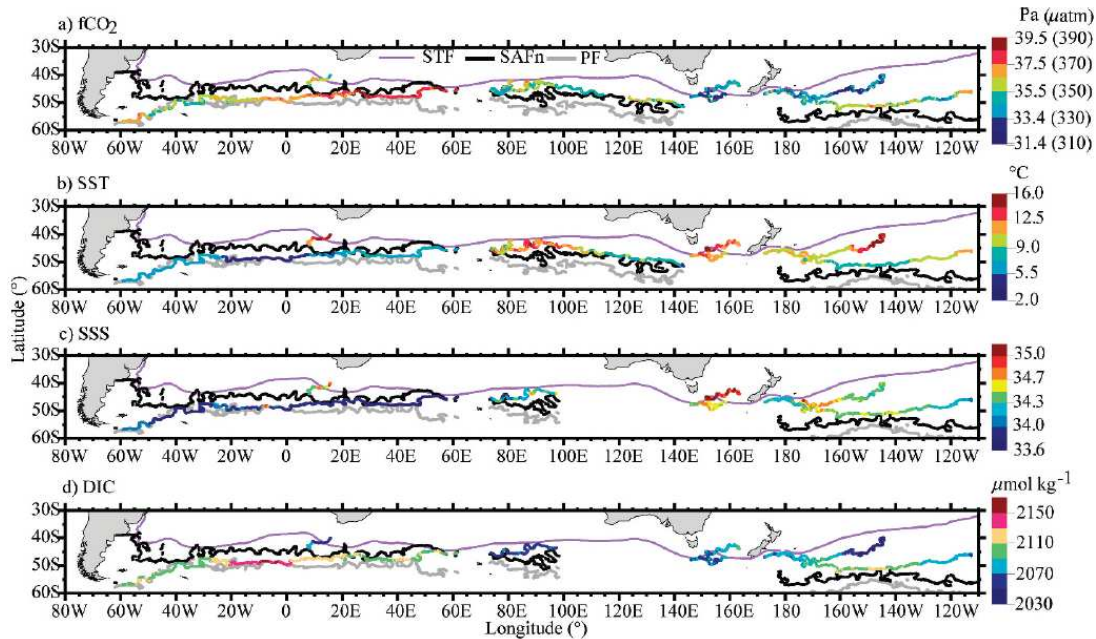 a) fCO₂
Pa (µatm)
STF SAFn PF
30S
40S
50S
60S
80W 60W 40W 20W 0 20E 40E 60E 80E 100E 120E 140E 160E 180 160W 140W 120W
39.5 (390)
37.5 (370)
35.5 (350)
33.4 (330)
31.4 (310)
b) SST
°C
30S
40S
50S
60S
80W 60W 40W 20W 0 20E 40E 60E 80E 100E 120E 140E 160E 180 160W 140W 120W
16.0
12.5
9.0
5.5
2.0
Latitude (°)
c) SSS
30S
40S
50S
60S
80W 60W 40W 20W 0 20E 40E 60E 80E 100E 120E 140E 160E 180 160W 140W 120W
35.0
34.7
34.3
34.0
33.6
d) DIC
µmol kg⁻¹
30S
40S
50S
60S
80W 60W 40W 20W 0 20E 40E 60E 80E 100E 120E 140E 160E 180 160W 140W 120W
2150
2110
2070
2030
Longitude (°)